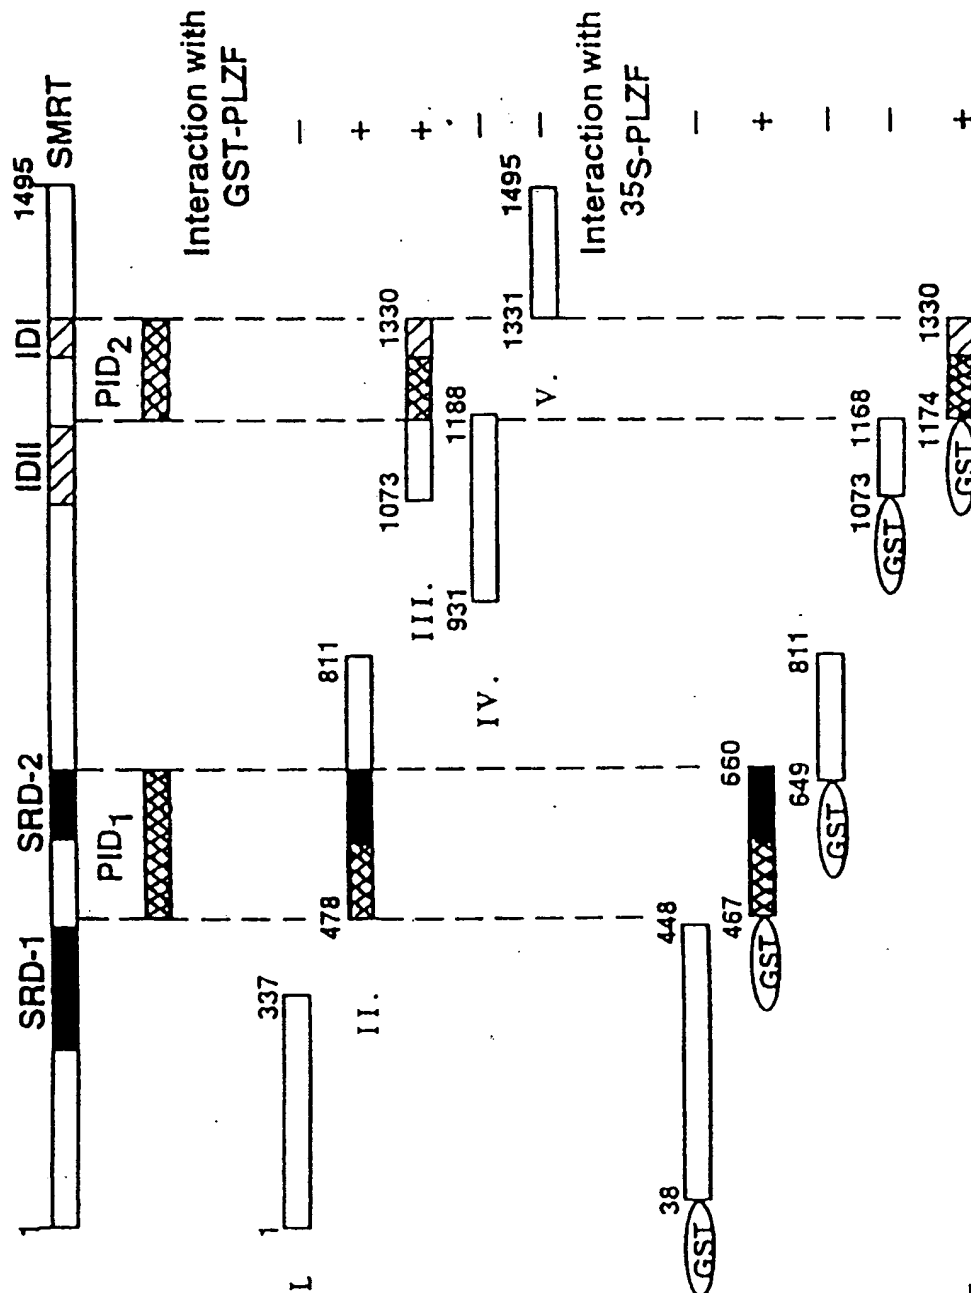 SRD-1 SRD-2 IDII IDI
1 1495 SMRT
PID1 PID2
Interaction with
GST-PLZF
I. 1 337 –
II. 478 811 +
III. 1073 1330 +
IV. 931 1188 –
V. 1331 1495 –
Interaction with
35S-PLZF
GST 38 448 –
GST 467 660 +
GST 649 811 –
GST 1073 1168 –
GST 1174 1330 +